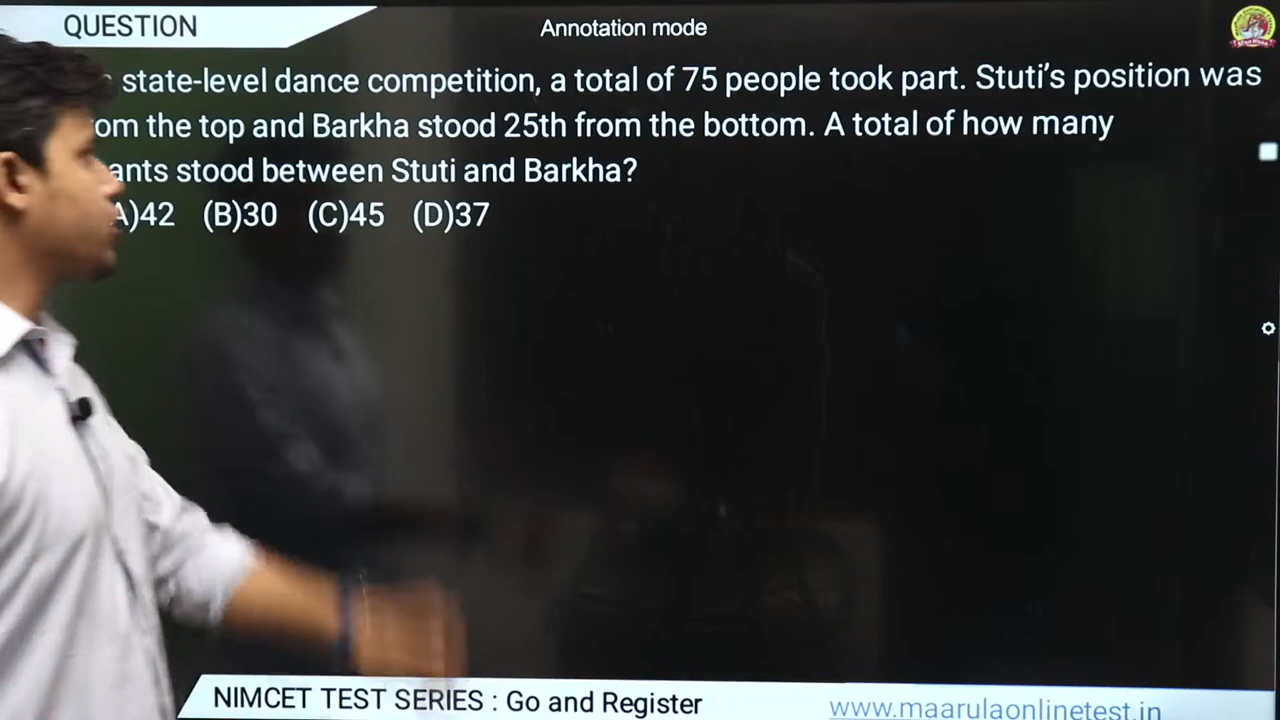 QUESTION
Annotation mode
state-level dance competition, a total of 75 people took part. Stuti’s position was
om the top and Barkha stood 25th from the bottom. A total of how many
ants stood between Stuti and Barkha?
A)42 (B)30 (C)45 (D)37
NIMCET TEST SERIES : Go and Register
www.maarulaonlinetest.in